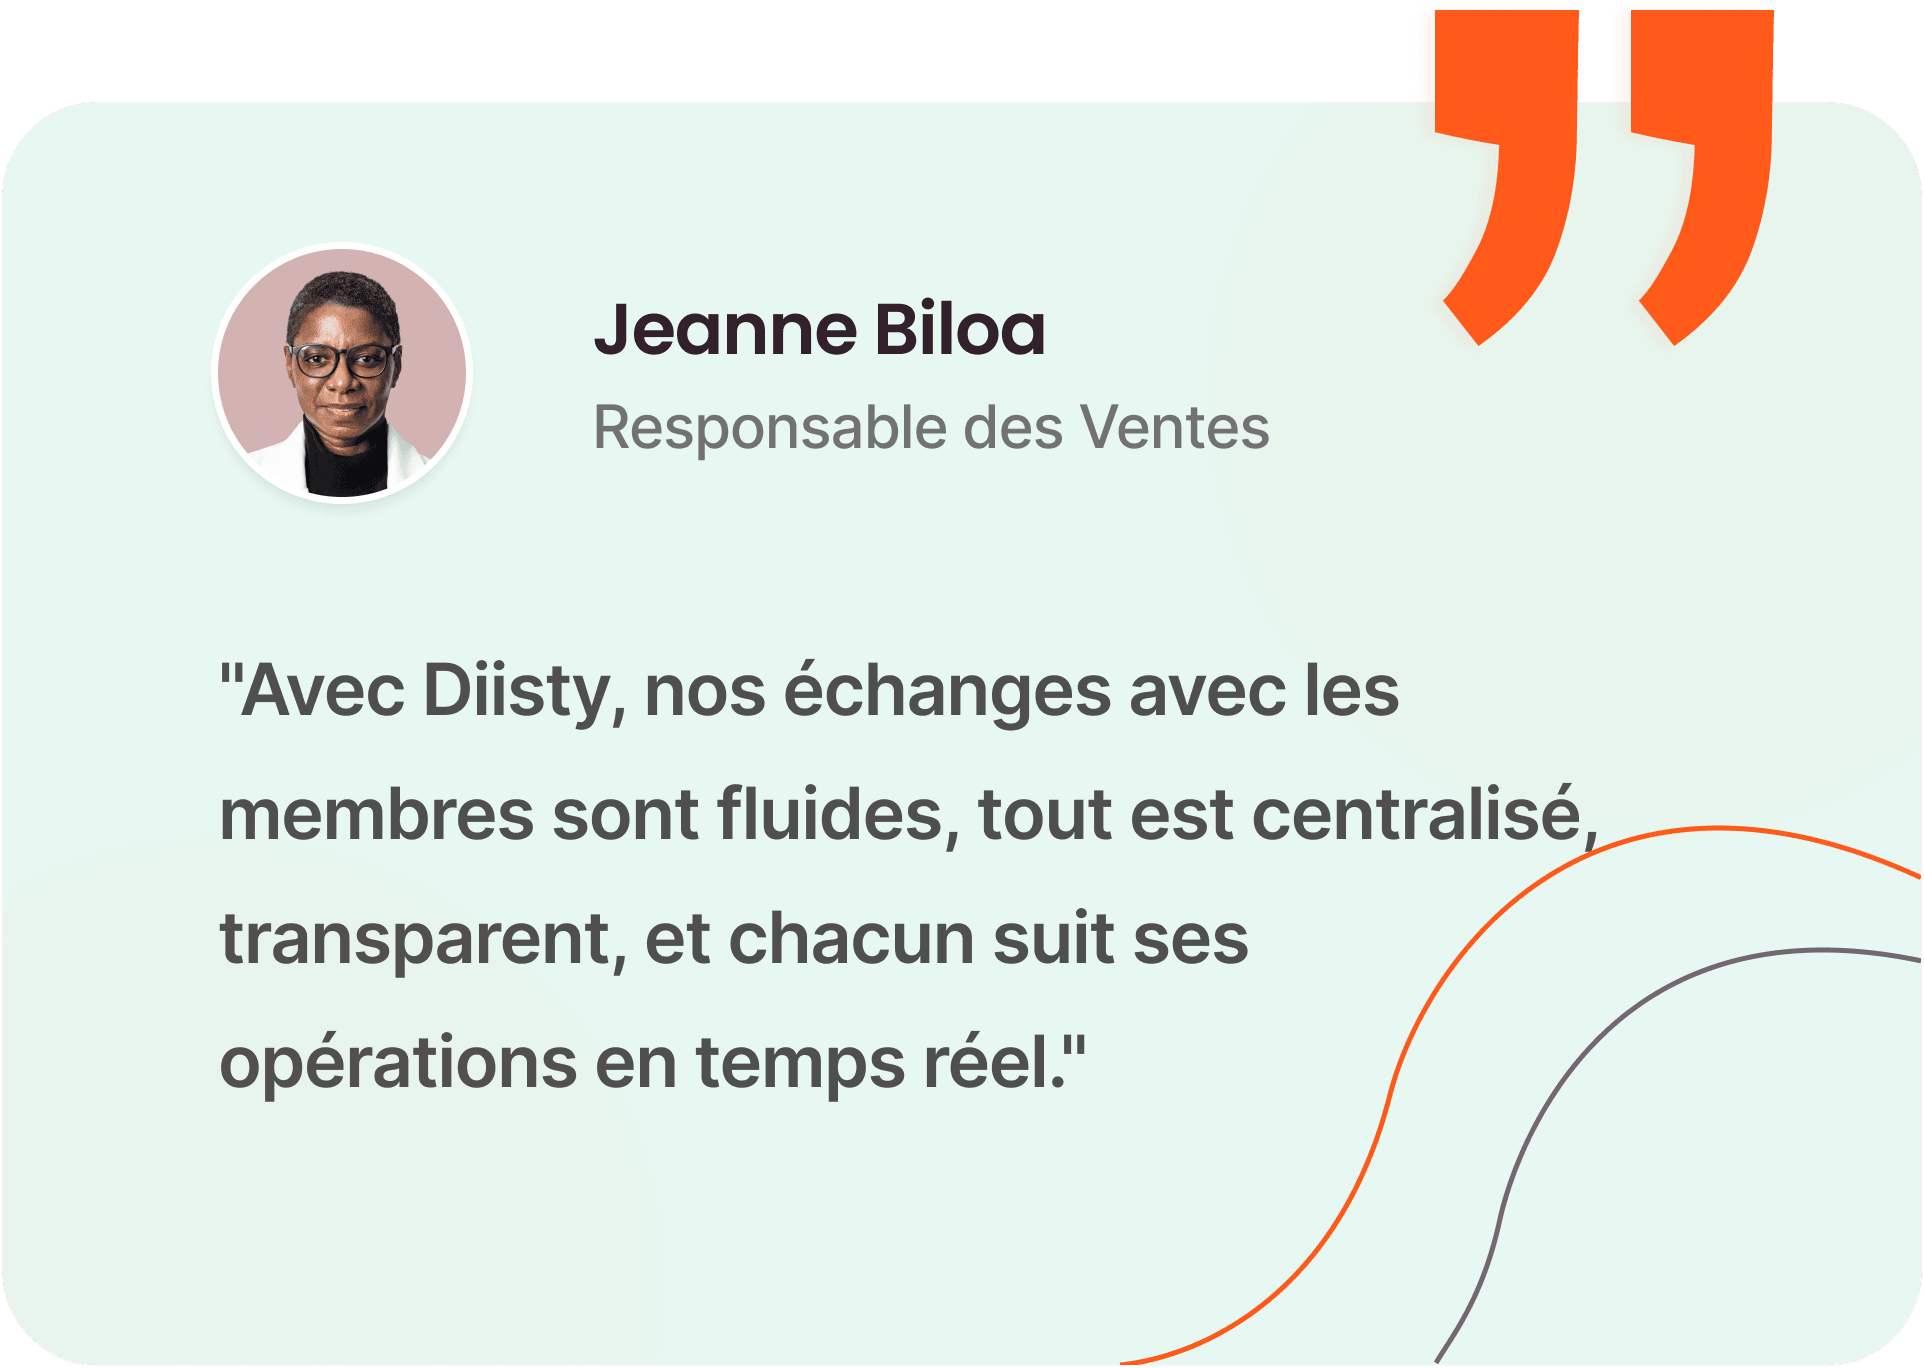 Jeanne Biloa
Responsable des Ventes
"Avec Diisty, nos échanges avec les
membres sont fluides, tout est centralisé,
transparent, et chacun suit ses
opérations en temps réel."